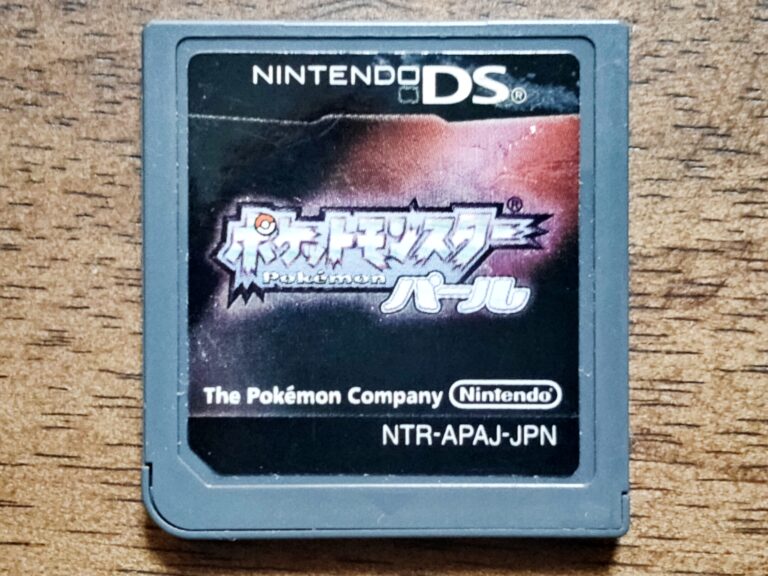 NINTENDO DS®
ポケットモンスター®
Pokémon
パール
The Pokémon Company Nintendo®
NTR-APAJ-JPN